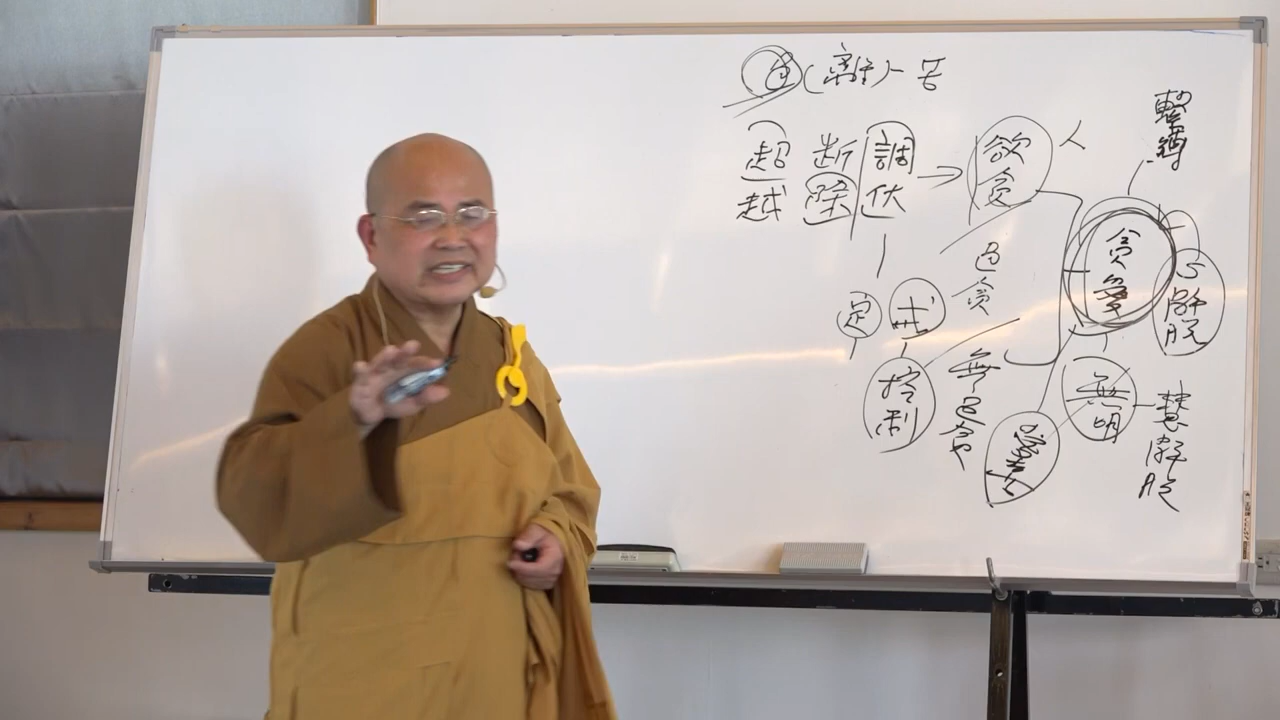 (離) 苦
超越
斷除
調伏
欲貪
人
色貪
無色貪
定
戒
控制
貪愛
繫縛
心解脫
無明
慧解脫